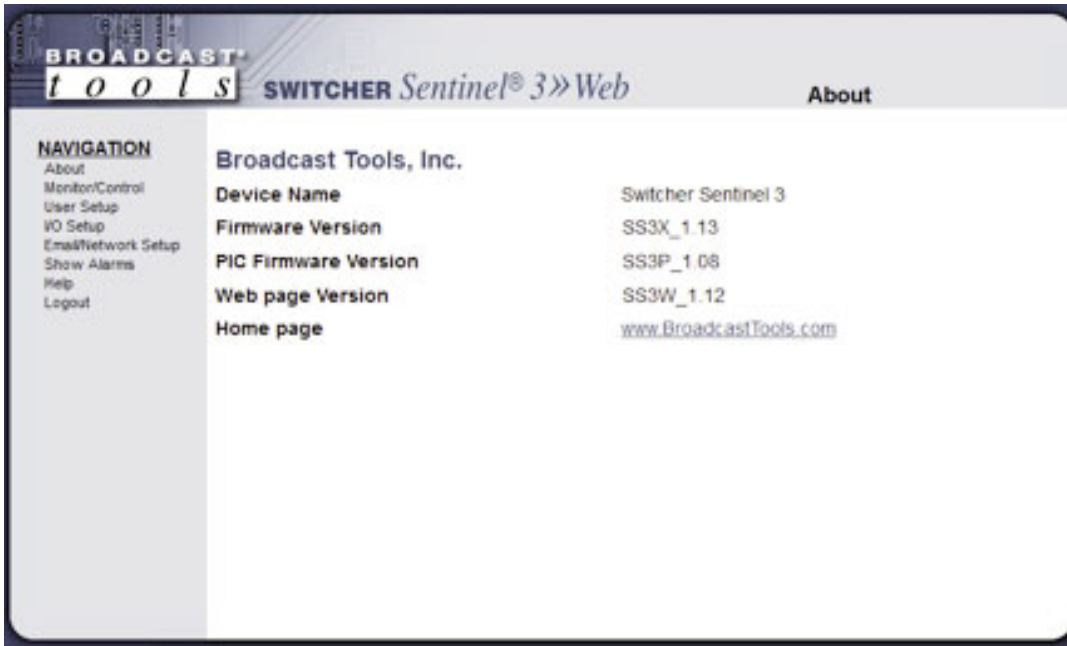 BROADCAST®
tools
SWITCHER Sentinel® 3» Web
About
NAVIGATION
About
Monitor/Control
User Setup
I/O Setup
Email/Network Setup
Show Alarms
Help
Logout
Broadcast Tools, Inc.
Device Name Switcher Sentinel 3
Firmware Version SS3X_1.13
PIC Firmware Version SS3P_1.08
Web page Version SS3W_1.12
Home page www.BroadcastTools.com